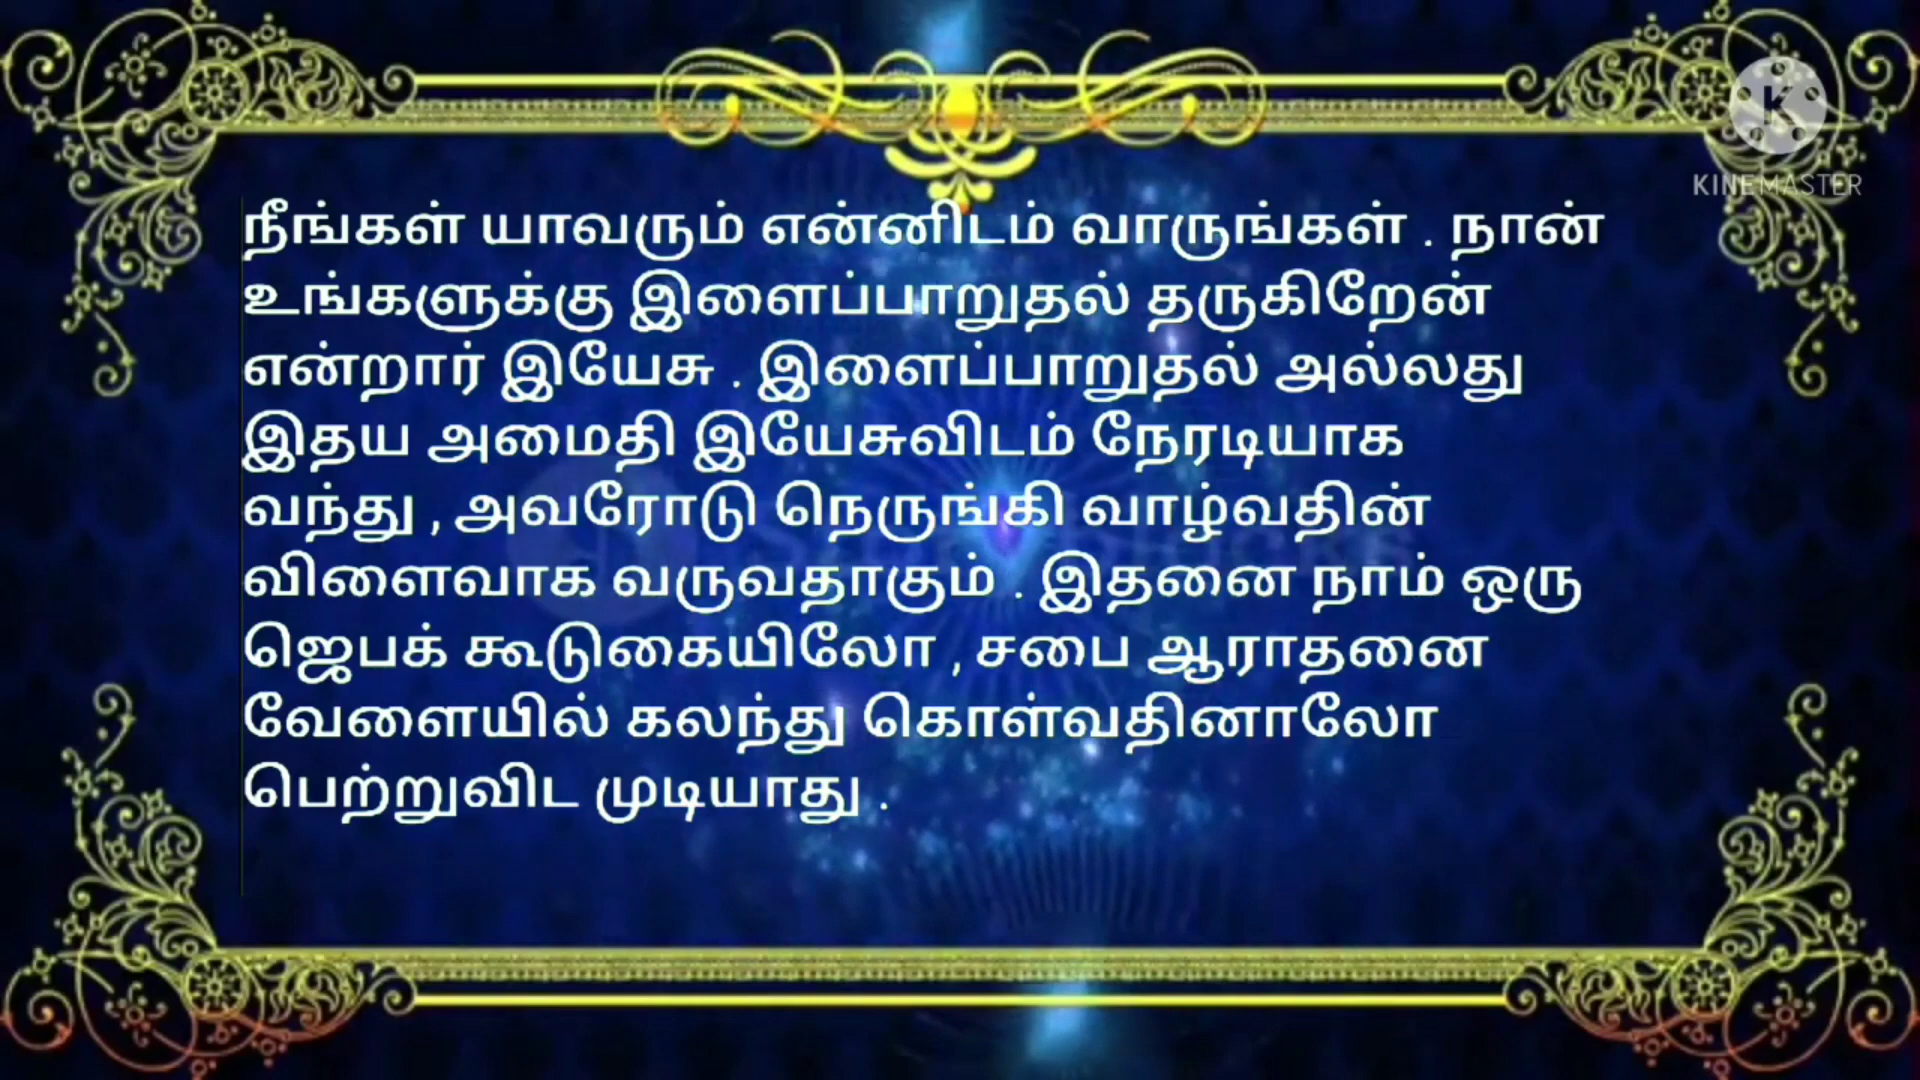 நீங்கள் யாவரும் என்னிடம் வாருங்கள் . நான்
உங்களுக்கு இளைப்பாறுதல் தருகிறேன்
என்றார் இயேசு . இளைப்பாறுதல் அல்லது
இதய அமைதி இயேசுவிடம் நேரடியாக
வந்து , அவரோடு நெருங்கி வாழ்வதின்
விளைவாக வருவதாகும் . இதனை நாம் ஒரு
ஜெபக் கூடுகையிலோ , சபை ஆராதனை
வேளையில் கலந்து கொள்வதினாலோ
பெற்றுவிட முடியாது .
K
KINEMASTER